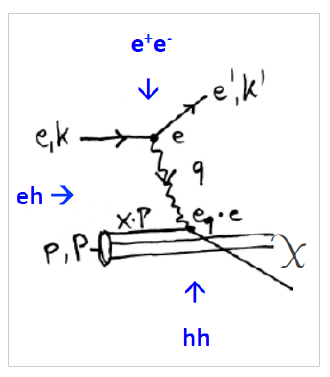 e⁺e⁻
e', k'
e, k
e
q
eh
x·P
e_q·e
p, P
X
hh